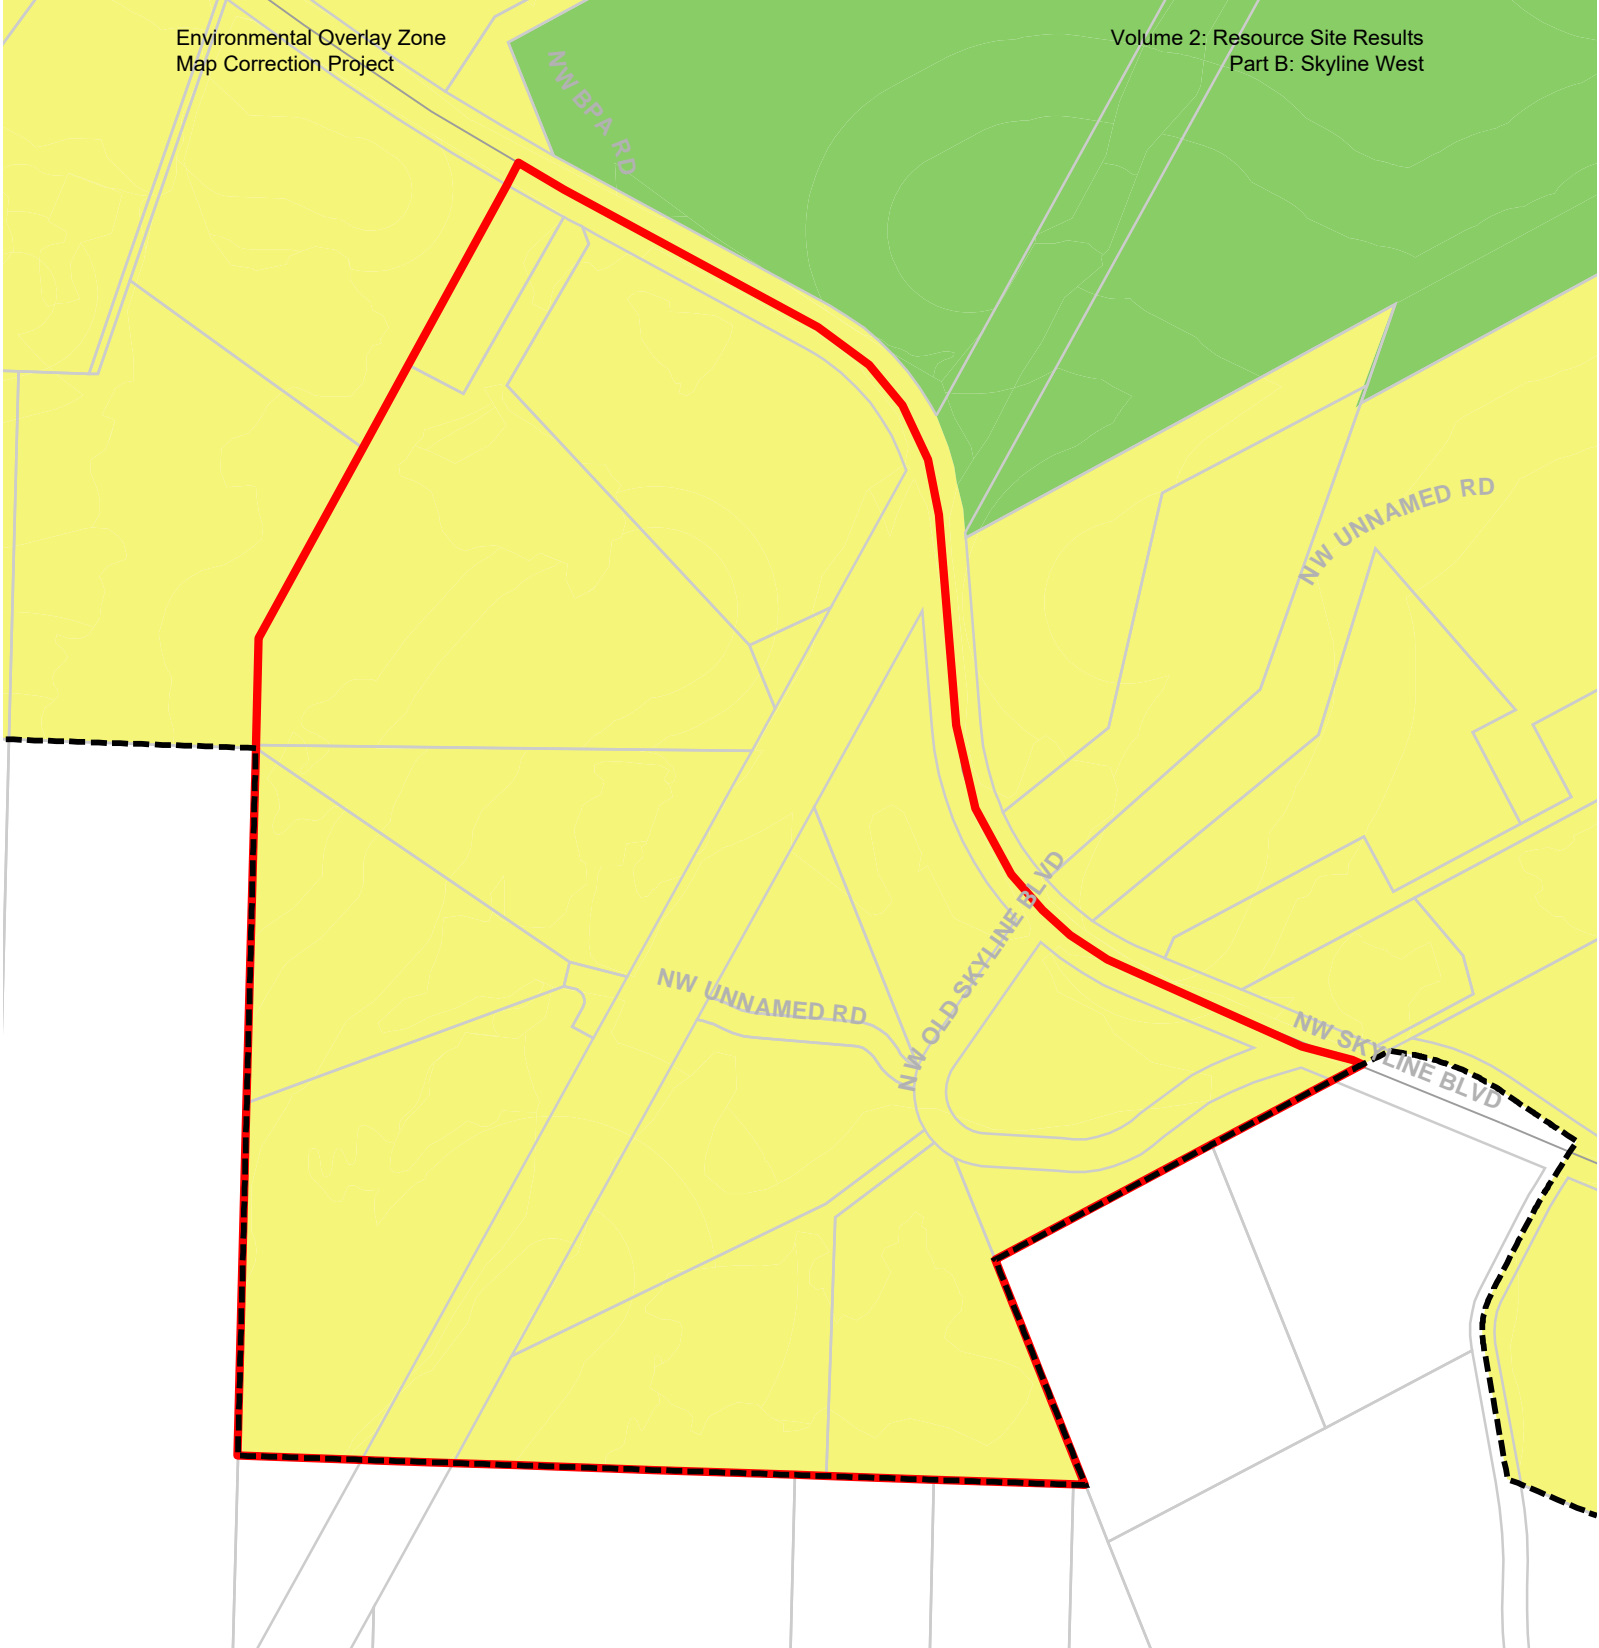 Environmental Overlay Zone
Map Correction Project
Volume 2: Resource Site Results
Part B: Skyline West
NW BPA RD
NW UNNAMED RD
NW OLD SKYLINE BLVD
NW UNNAMED RD
NW SKYLINE BLVD